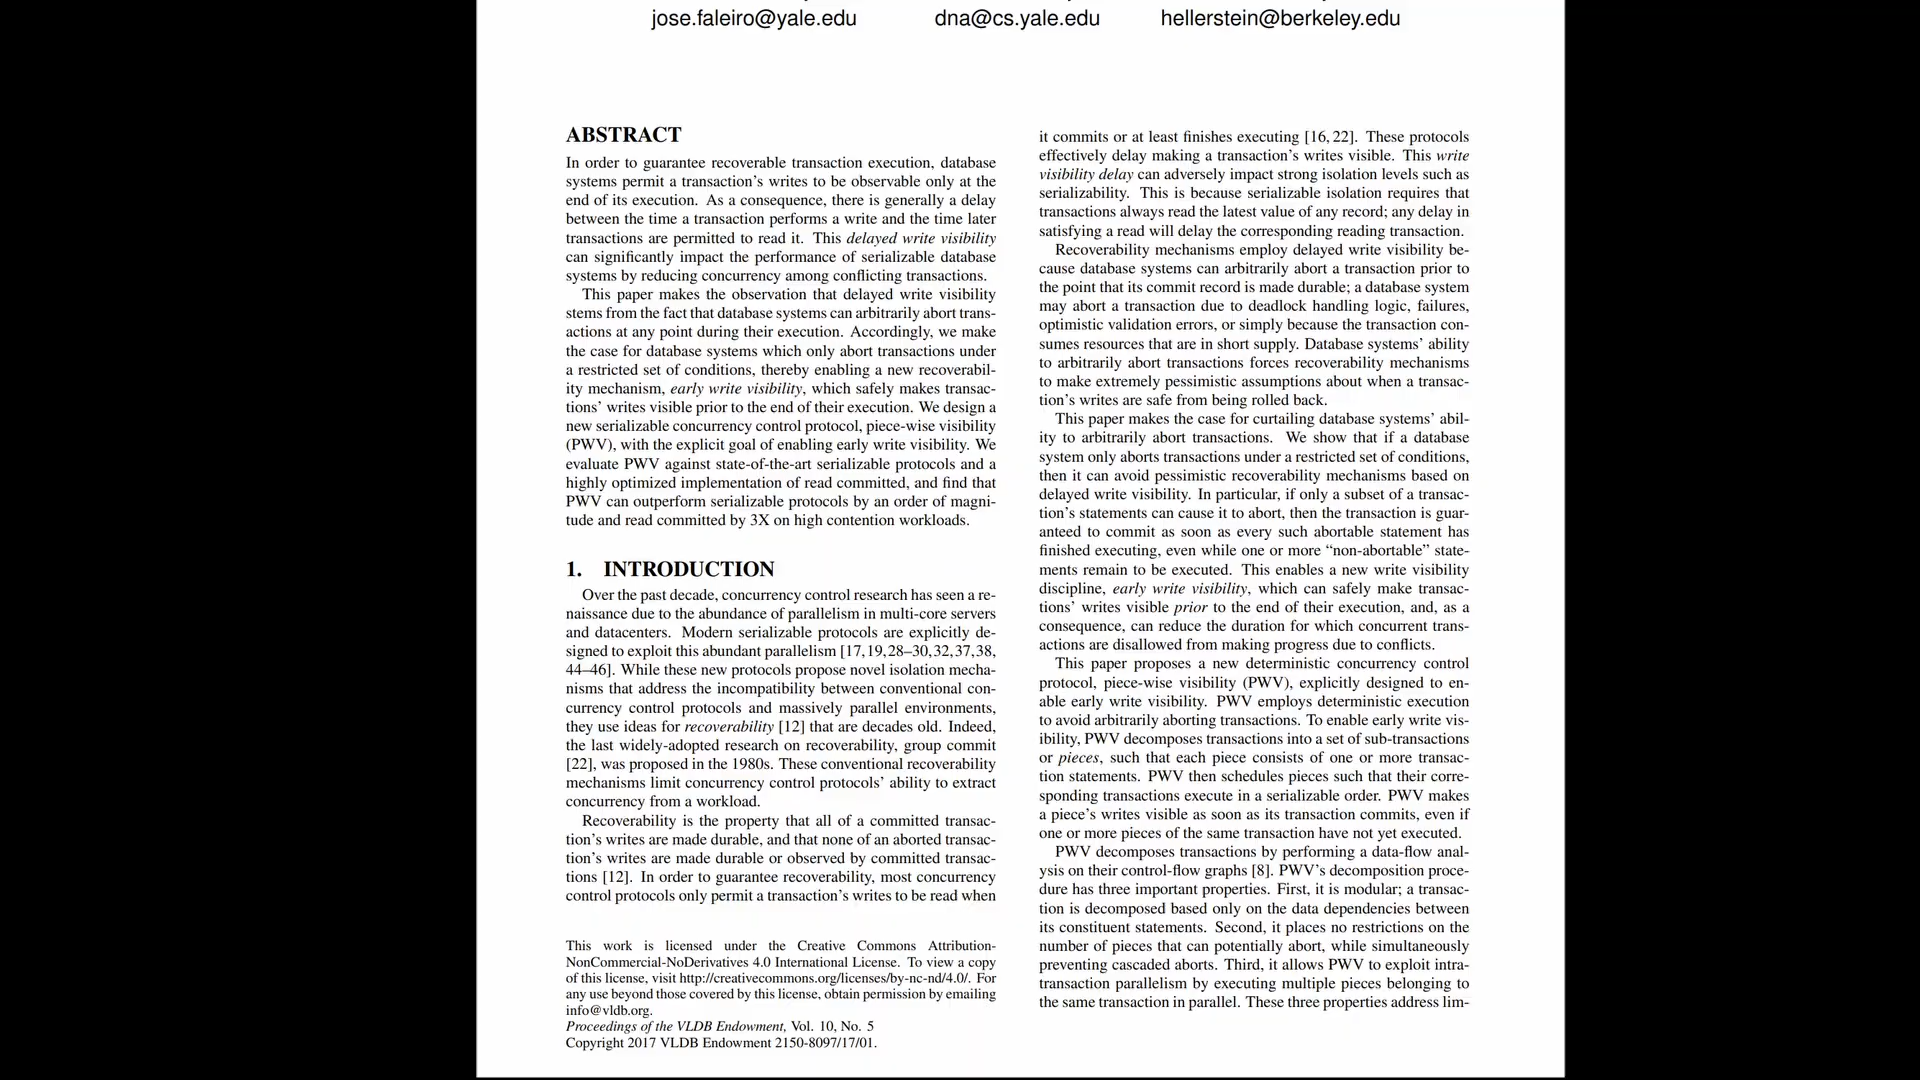 jose.faleiro@yale.edu dna@cs.yale.edu hellerstein@berkeley.edu
ABSTRACT
In order to guarantee recoverable transaction execution, database
systems permit a transaction's writes to be observable only at the
end of its execution. As a consequence, there is generally a delay
between the time a transaction performs a write and the time later
transactions are permitted to read it. This delayed write visibility
can significantly impact the performance of serializable database
systems by reducing concurrency among conflicting transactions.
This paper makes the observation that delayed write visibility
stems from the fact that database systems can arbitrarily abort trans-
actions at any point during their execution. Accordingly, we make
the case for database systems which only abort transactions under
a restricted set of conditions, thereby enabling a new recoverabil-
ity mechanism, early write visibility, which safely makes transac-
tions' writes visible prior to the end of their execution. We design a
new serializable concurrency control protocol, piece-wise visibility
(PWV), with the explicit goal of enabling early write visibility. We
evaluate PWV against state-of-the-art serializable protocols and a
highly optimized implementation of read committed, and find that
PWV can outperform serializable protocols by an order of magni-
tude and read committed by 3X on high contention workloads.
1. INTRODUCTION
Over the past decade, concurrency control research has seen a re-
naissance due to the abundance of parallelism in multi-core servers
and datacenters. Modern serializable protocols are explicitly de-
signed to exploit this abundant parallelism [17,19,28–30,32,37,38,
44–46]. While these new protocols propose novel isolation mecha-
nisms that address the incompatibility between conventional con-
currency control protocols and massively parallel environments,
they use ideas for recoverability [12] that are decades old. Indeed,
the last widely-adopted research on recoverability, group commit
[22], was proposed in the 1980s. These conventional recoverability
mechanisms limit concurrency control protocols' ability to extract
concurrency from a workload.
Recoverability is the property that all of a committed transac-
tion's writes are made durable, and that none of an aborted transac-
tion's writes are made durable or observed by committed transac-
tions [12]. In order to guarantee recoverability, most concurrency
control protocols only permit a transaction's writes to be read when
This work is licensed under the Creative Commons Attribution-
NonCommercial-NoDerivatives 4.0 International License. To view a copy
of this license, visit http://creativecommons.org/licenses/by-nc-nd/4.0/. For
any use beyond those covered by this license, obtain permission by emailing
info@vldb.org.
Proceedings of the VLDB Endowment, Vol. 10, No. 5
Copyright 2017 VLDB Endowment 2150-8097/17/01.
it commits or at least finishes executing [16, 22]. These protocols
effectively delay making a transaction's writes visible. This write
visibility delay can adversely impact strong isolation levels such as
serializability. This is because serializable isolation requires that
transactions always read the latest value of any record; any delay in
satisfying a read will delay the corresponding reading transaction.
Recoverability mechanisms employ delayed write visibility be-
cause database systems can arbitrarily abort a transaction prior to
the point that its commit record is made durable; a database system
may abort a transaction due to deadlock handling logic, failures,
optimistic validation errors, or simply because the transaction con-
sumes resources that are in short supply. Database systems' ability
to arbitrarily abort transactions forces recoverability mechanisms
to make extremely pessimistic assumptions about when a transac-
tion's writes are safe from being rolled back.
This paper makes the case for curtailing database systems' abil-
ity to arbitrarily abort transactions. We show that if a database
system only aborts transactions under a restricted set of conditions,
then it can avoid pessimistic recoverability mechanisms based on
delayed write visibility. In particular, if only a subset of a transac-
tion's statements can cause it to abort, then the transaction is guar-
anteed to commit as soon as every such abortable statement has
finished executing, even while one or more “non-abortable” state-
ments remain to be executed. This enables a new write visibility
discipline, early write visibility, which can safely make transac-
tions' writes visible prior to the end of their execution, and, as a
consequence, can reduce the duration for which concurrent trans-
actions are disallowed from making progress due to conflicts.
This paper proposes a new deterministic concurrency control
protocol, piece-wise visibility (PWV), explicitly designed to en-
able early write visibility. PWV employs deterministic execution
to avoid arbitrarily aborting transactions. To enable early write vis-
ibility, PWV decomposes transactions into a set of sub-transactions
or pieces, such that each piece consists of one or more transac-
tion statements. PWV then schedules pieces such that their corre-
sponding transactions execute in a serializable order. PWV makes
a piece's writes visible as soon as its transaction commits, even if
one or more pieces of the same transaction have not yet executed.
PWV decomposes transactions by performing a data-flow anal-
ysis on their control-flow graphs [8]. PWV's decomposition proce-
dure has three important properties. First, it is modular; a transac-
tion is decomposed based only on the data dependencies between
its constituent statements. Second, it places no restrictions on the
number of pieces that can potentially abort, while simultaneously
preventing cascaded aborts. Third, it allows PWV to exploit intra-
transaction parallelism by executing multiple pieces belonging to
the same transaction in parallel. These three properties address lim-